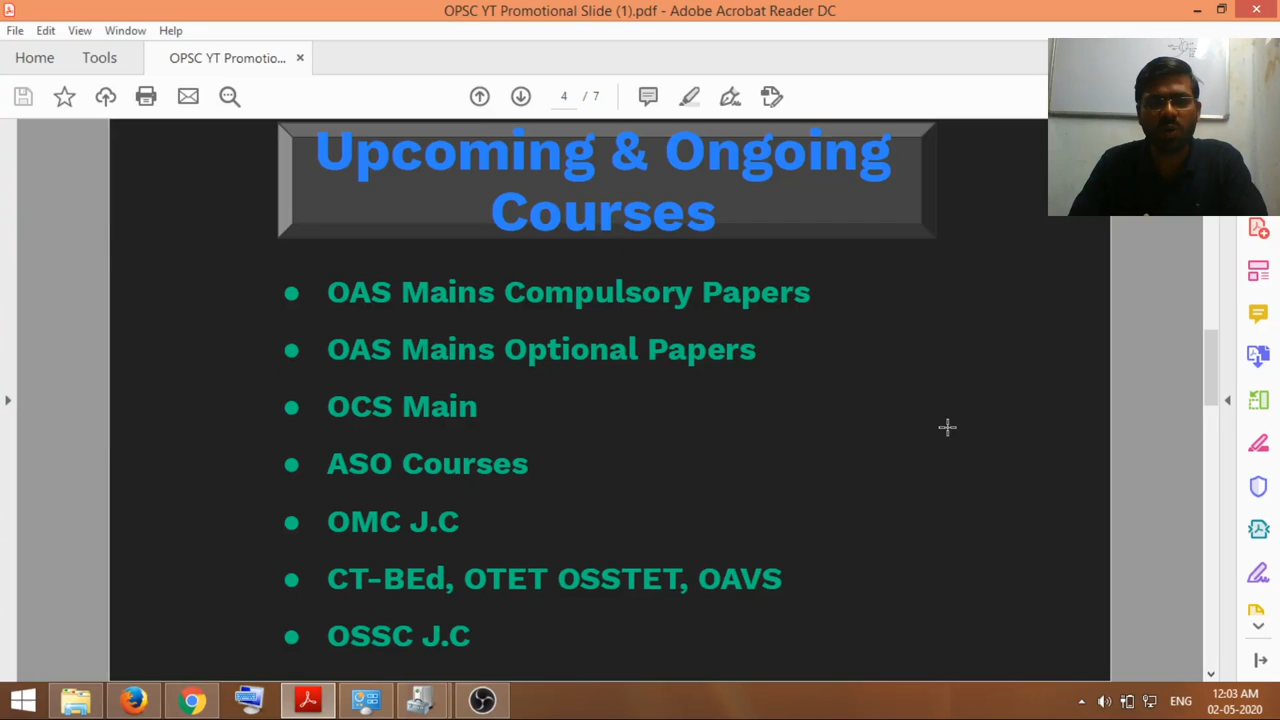 OPSC YT Promotional Slide (1).pdf - Adobe Acrobat Reader DC
File Edit View Window Help
Home Tools OPSC YT Promotio... ×
4 / 7
Upcoming & Ongoing
Courses
● OAS Mains Compulsory Papers
● OAS Mains Optional Papers
● OCS Main
● ASO Courses
● OMC J.C
● CT-BEd, OTET OSSTET, OAVS
● OSSC J.C
ENG
12:03 AM
02-05-2020